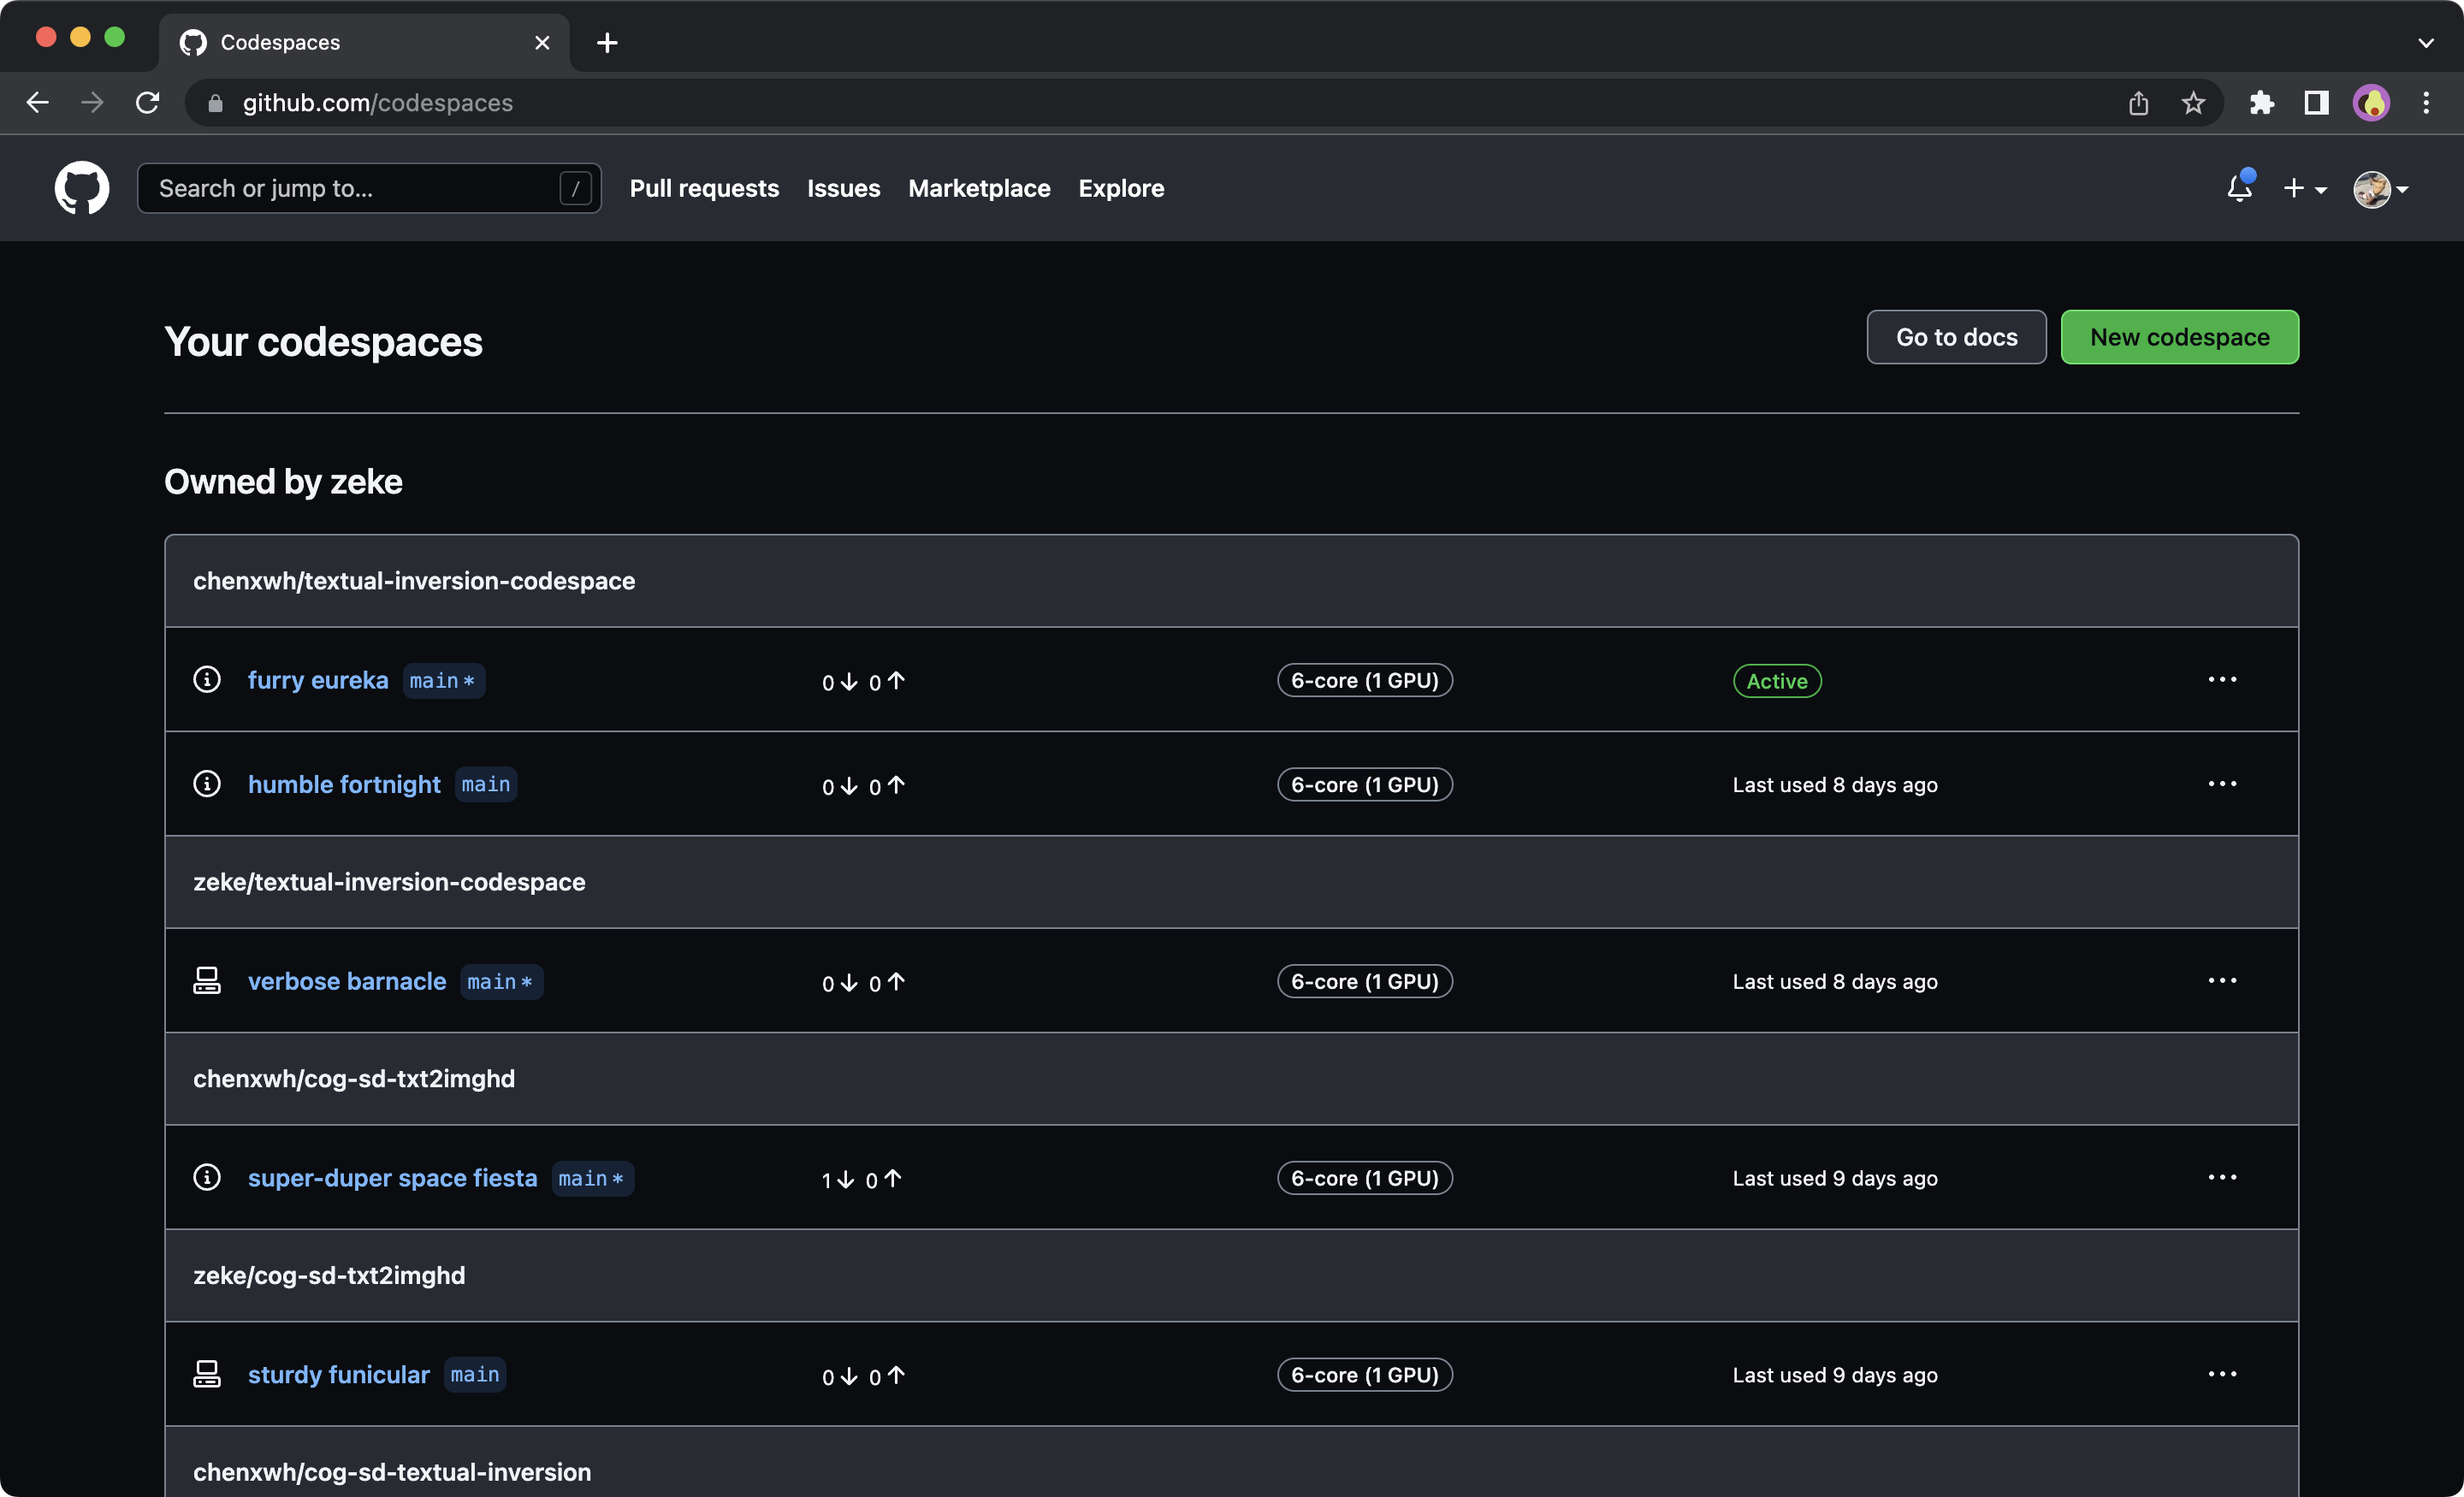 Codespaces
github.com/codespaces
Search or jump to... /
Pull requests Issues Marketplace Explore
Your codespaces
Go to docs
New codespace
Owned by zeke
chenxwh/textual-inversion-codespace
furry eureka main* 0↓ 0↑ 6-core (1 GPU) Active
humble fortnight main 0↓ 0↑ 6-core (1 GPU) Last used 8 days ago
zeke/textual-inversion-codespace
verbose barnacle main* 0↓ 0↑ 6-core (1 GPU) Last used 8 days ago
chenxwh/cog-sd-txt2imghd
super-duper space fiesta main* 1↓ 0↑ 6-core (1 GPU) Last used 9 days ago
zeke/cog-sd-txt2imghd
sturdy funicular main 0↓ 0↑ 6-core (1 GPU) Last used 9 days ago
chenxwh/cog-sd-textual-inversion